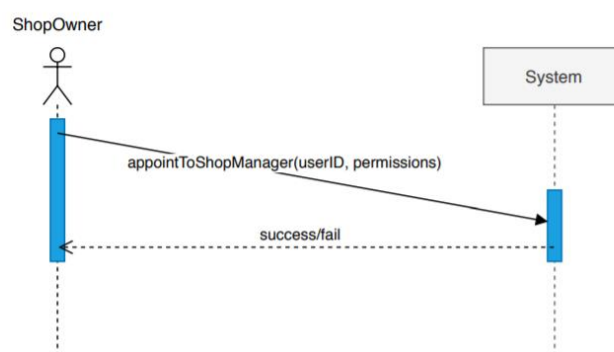 ShopOwner
System
appointToShopManager(userID, permissions)
success/fail